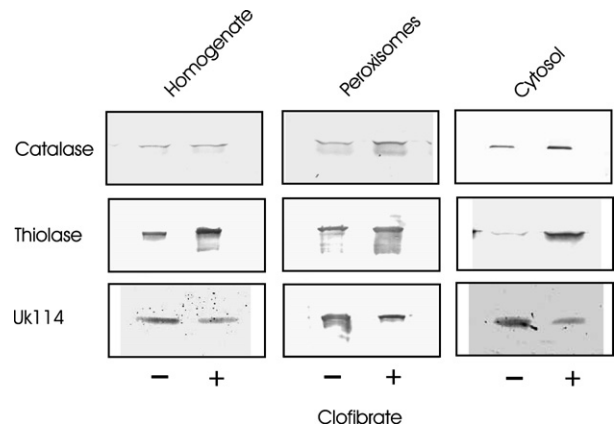 Homogenate
Peroxisomes
Cytosol
Catalase
Thiolase
Uk114
− + − + − +
Clofibrate